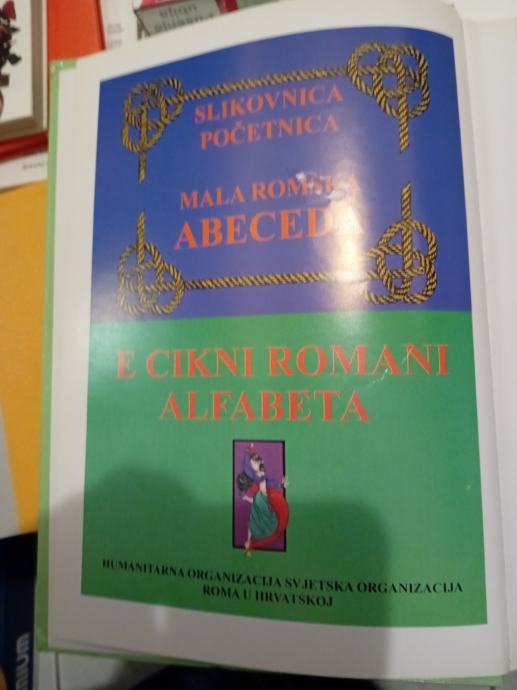 SLIKOVNICA
POČETNICA
MALA ROMSKA
ABECEDA
E CIKNI ROMANI
ALFABETA
HUMANITARNA ORGANIZACIJA SVJETSKA ORGANIZACIJA
ROMA U HRVATSKOJ